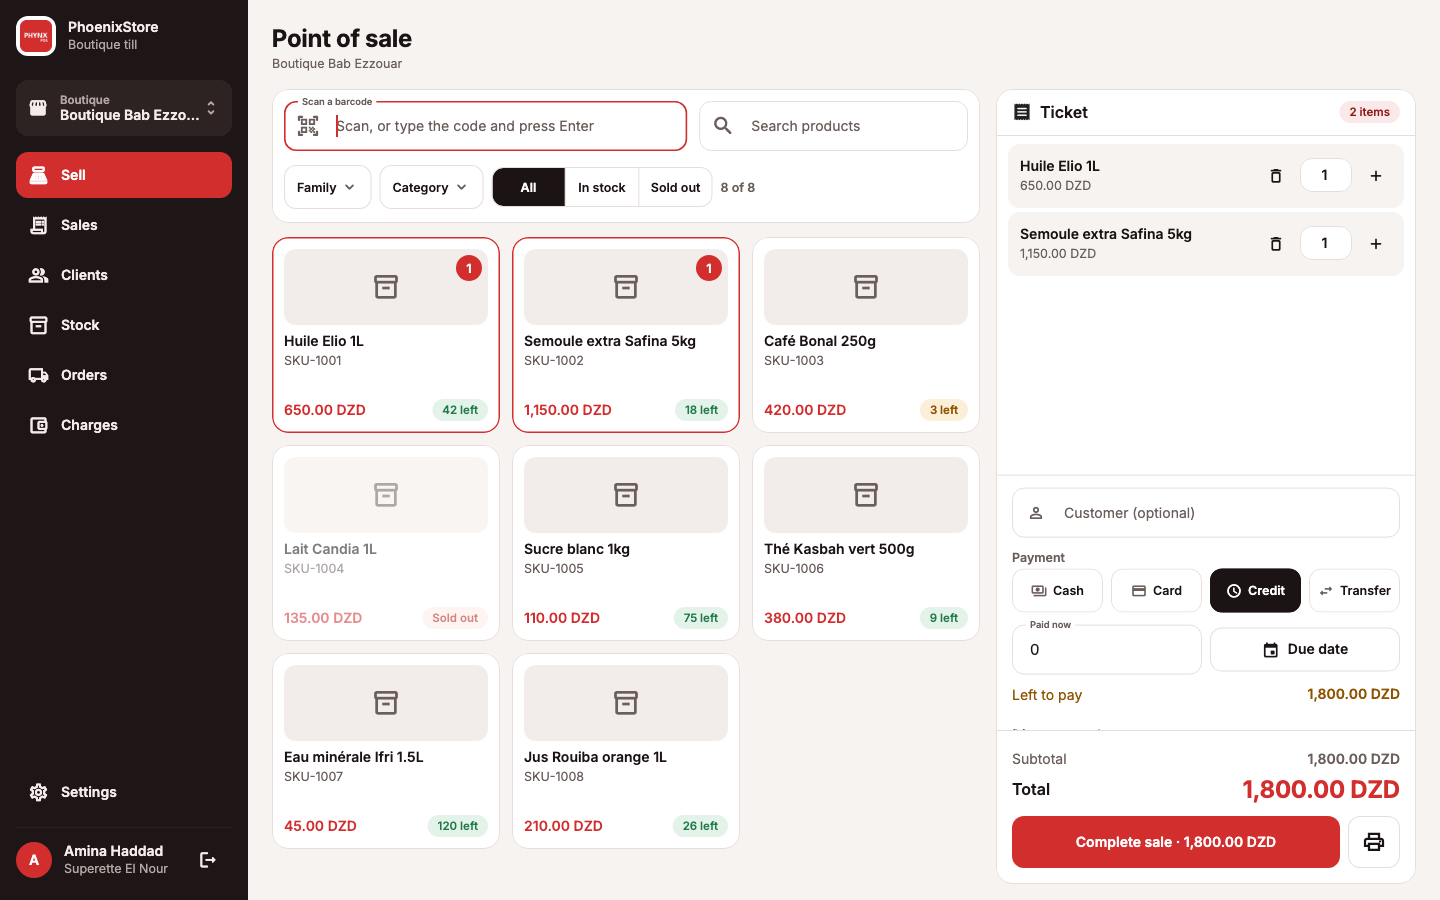 PHYNX
PhoenixStore
Boutique till
Boutique
Boutique Bab Ezzo...
Sell
Sales
Clients
Stock
Orders
Charges
Settings
A
Amina Haddad
Superette El Nour
Point of sale
Boutique Bab Ezzouar
Scan a barcode
Scan, or type the code and press Enter
Search products
Family
Category
All
In stock
Sold out
8 of 8
1
Huile Elio 1L
SKU-1001
650.00 DZD
42 left
1
Semoule extra Safina 5kg
SKU-1002
1,150.00 DZD
18 left
Café Bonal 250g
SKU-1003
420.00 DZD
3 left
Lait Candia 1L
SKU-1004
135.00 DZD
Sold out
Sucre blanc 1kg
SKU-1005
110.00 DZD
75 left
Thé Kasbah vert 500g
SKU-1006
380.00 DZD
9 left
Eau minérale Ifri 1.5L
SKU-1007
45.00 DZD
120 left
Jus Rouiba orange 1L
SKU-1008
210.00 DZD
26 left
Ticket
2 items
Huile Elio 1L
650.00 DZD
1
Semoule extra Safina 5kg
1,150.00 DZD
1
Customer (optional)
Payment
Cash
Card
Credit
Transfer
Paid now
0
Due date
Left to pay
1,800.00 DZD
Subtotal
1,800.00 DZD
Total
1,800.00 DZD
Complete sale · 1,800.00 DZD